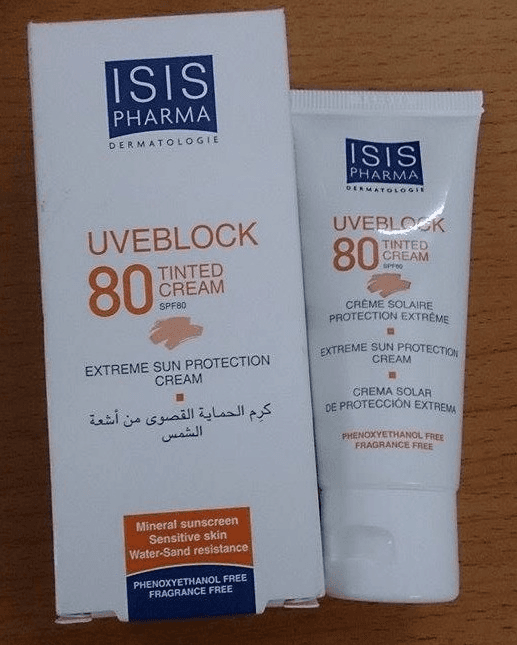 ISIS
PHARMA
DERMATOLOGIE
UVEBLOCK
80 TINTED
CREAM
SPF80
EXTREME SUN PROTECTION
CREAM
كرم الحماية القصوى من أشعة
الشمس
Mineral sunscreen
Sensitive skin
Water-Sand resistance
PHENOXYETHANOL FREE
FRAGRANCE FREE
ISIS
PHARMA
DERMATOLOGIE
UVEBLOCK
80 TINTED
CREAM
SPF80
CRÈME SOLAIRE
PROTECTION EXTRÊME
EXTREME SUN PROTECTION
CREAM
CREMA SOLAR
DE PROTECCIÓN EXTREMA
PHENOXYETHANOL FREE
FRAGRANCE FREE